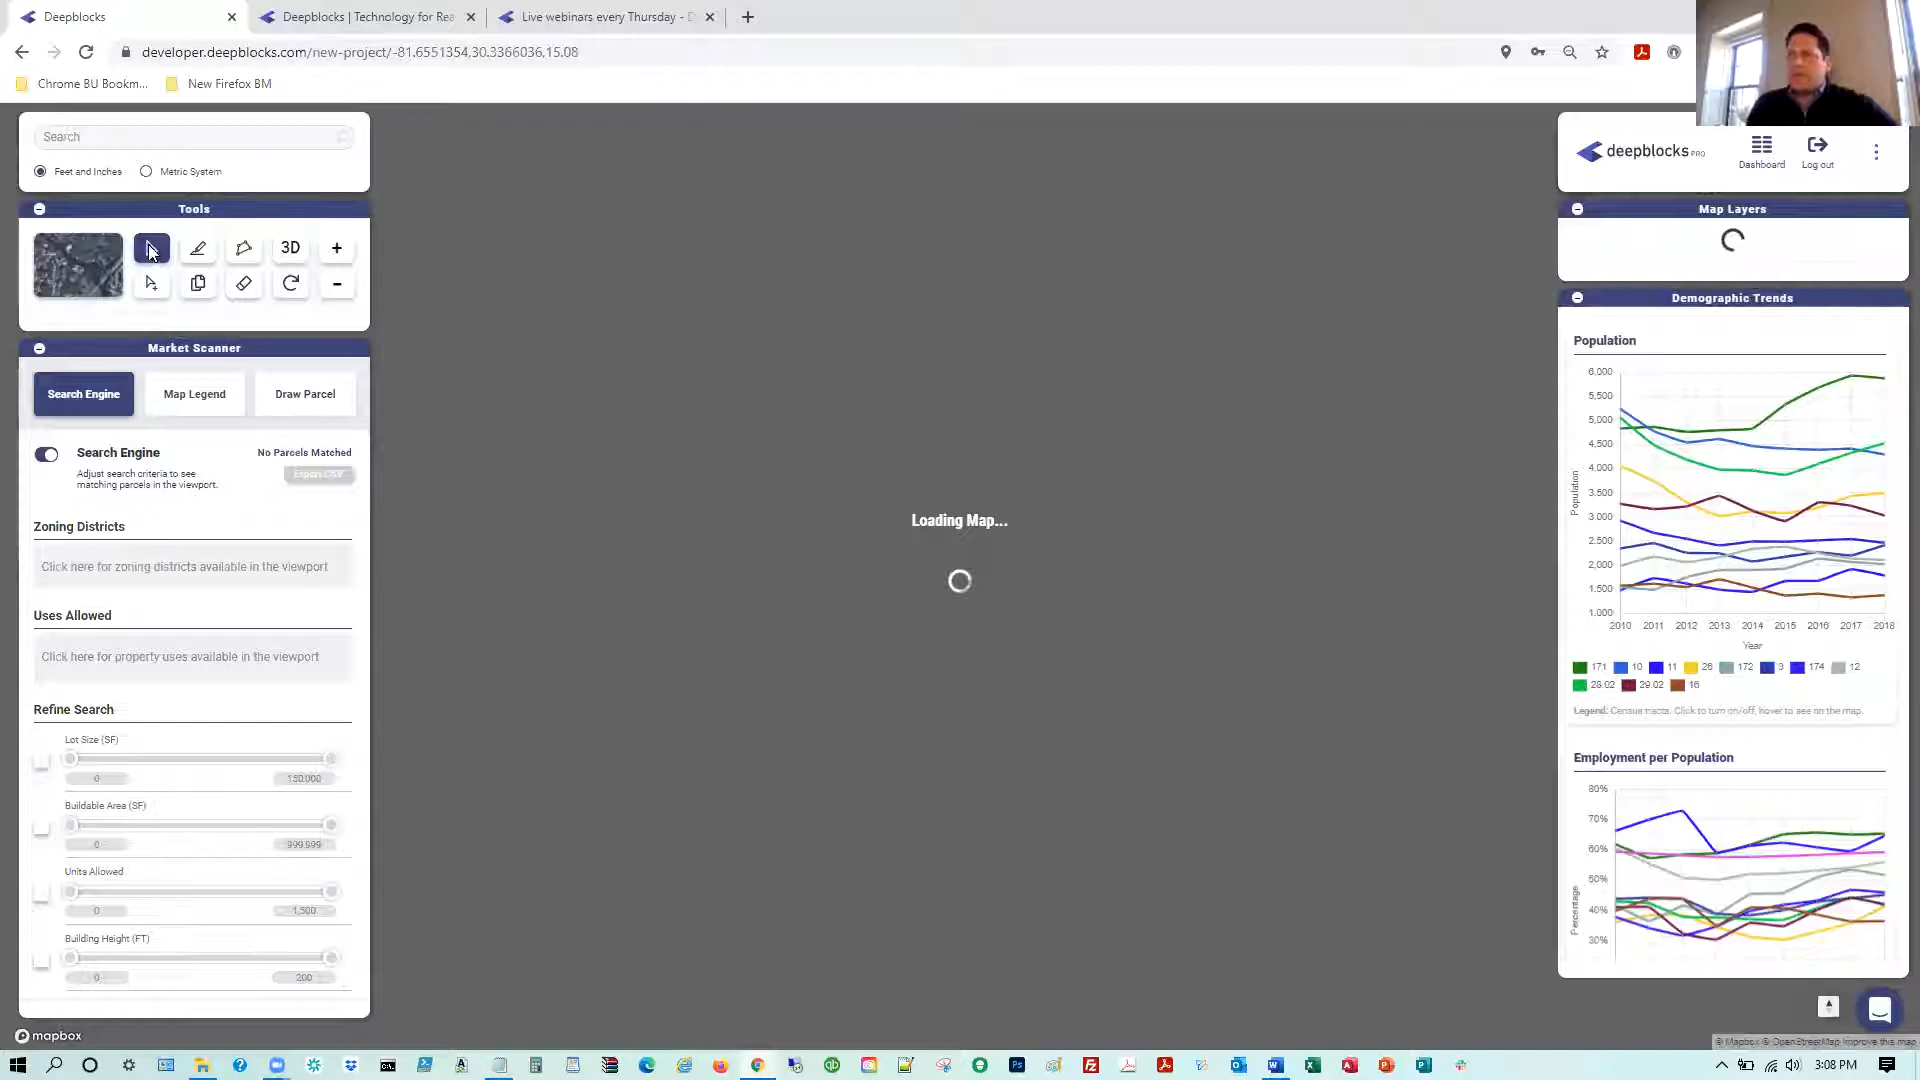 Deepblocks
Deepblocks | Technology for Rea
Live webinars every Thursday - D
developer.deepblocks.com/new-project/-81.6551354,30.3366036,15.08
Chrome BU Bookm...
New Firefox BM
Search
Feet and Inches
Metric System
Tools
3D
+
-
Market Scanner
Search Engine
Map Legend
Draw Parcel
Search Engine
No Parcels Matched
Adjust search criteria to see
matching parcels in the viewport.
Export CSV
Zoning Districts
Click here for zoning districts available in the viewport
Uses Allowed
Click here for property uses available in the viewport
Refine Search
Lot Size (SF)
0
150,000
Buildable Area (SF)
0
999,999
Units Allowed
0
1,500
Building Height (FT)
0
200
mapbox
Loading Map...
deepblocks PRO
Dashboard
Log out
Map Layers
Demographic Trends
Population
6,000
5,500
5,000
4,500
4,000
3,500
3,000
2,500
2,000
1,500
1,000
Population
2010 2011 2012 2013 2014 2015 2016 2017 2018
Year
171 10 11 26 172 3 174 12
28.02 29.02 16
Legend: Census tracts. Click to turn on/off, hover to see on the map.
Employment per Population
80%
70%
60%
50%
40%
30%
Percentage
© Mapbox © OpenStreetMap Improve this map
3:08 PM